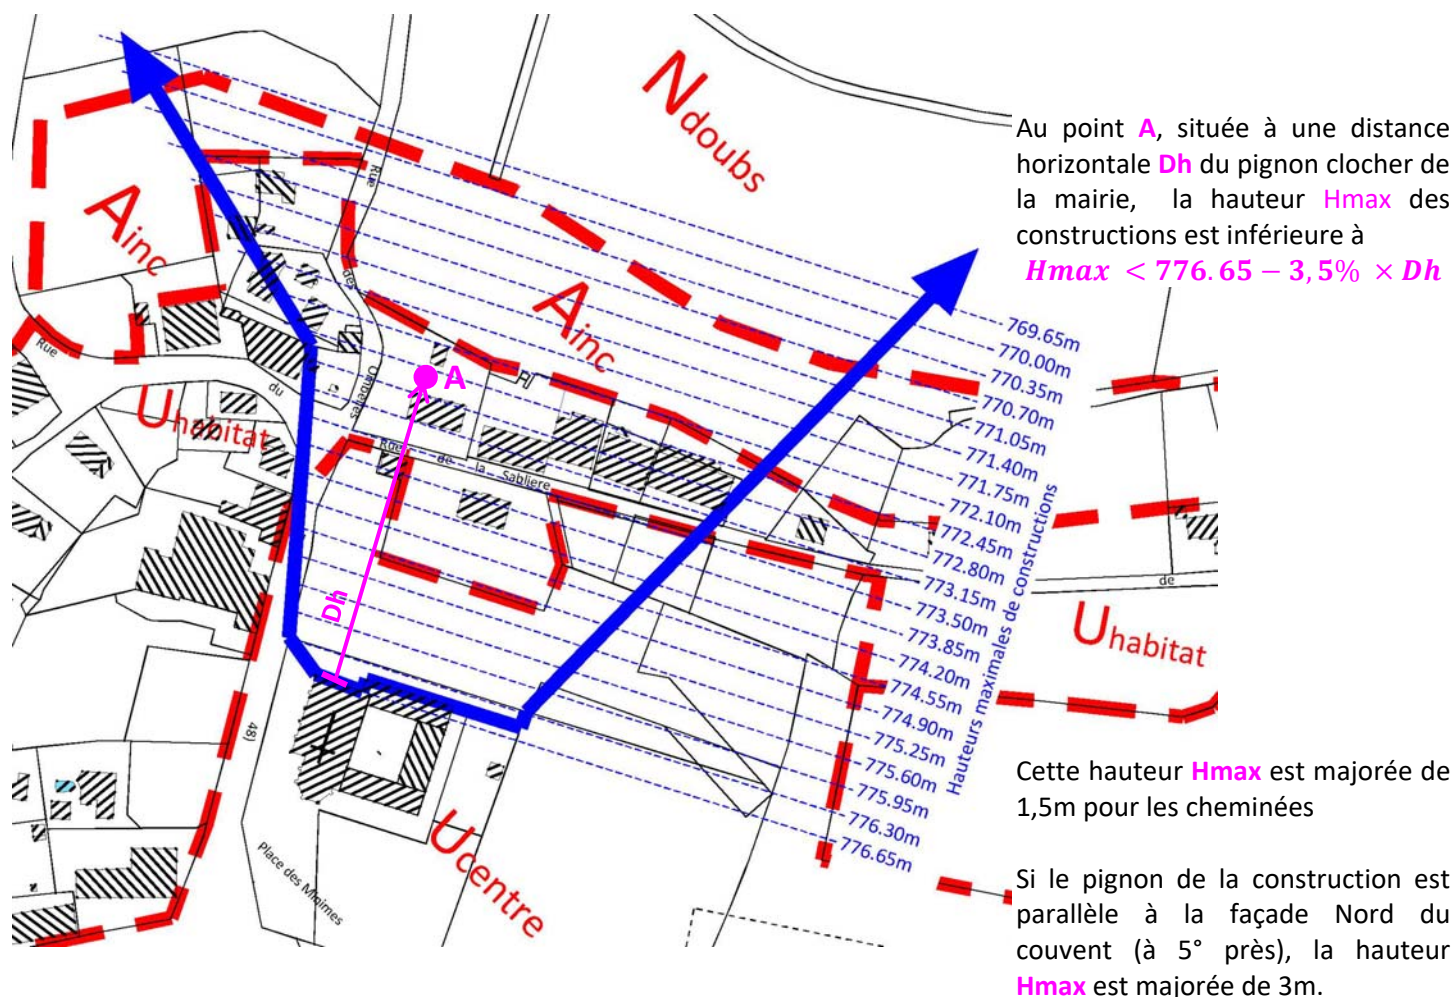 Ndoubs
Ainc
Ainc
Uhabitat
Uhabitat
Ucentre
Rue
des
Ombelles
Rue
du
Rue
de
la
Sabliere
de
48)
Place des Minimes
A
Dh
769.65m
770.00m
770.35m
770.70m
771.05m
771.40m
771.75m
772.10m
772.45m
772.80m
773.15m
773.50m
773.85m
774.20m
774.55m
774.90m
775.25m
775.60m
775.95m
776.30m
776.65m
Hauteurs maximales de constructions
Au point A, située à une distance
horizontale Dh du pignon clocher de
la mairie, la hauteur Hmax des
constructions est inférieure à
Hmax < 776.65 − 3,5% × Dh
Cette hauteur Hmax est majorée de
1,5m pour les cheminées
Si le pignon de la construction est
parallèle à la façade Nord du
couvent (à 5° près), la hauteur
Hmax est majorée de 3m.